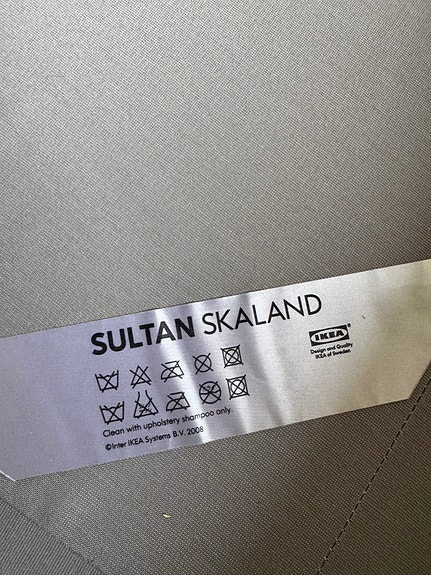 SULTAN SKALAND
IKEA®
Design and Quality
IKEA of Sweden
Clean with upholstery shampoo only.
©Inter IKEA Systems B.V. 2008